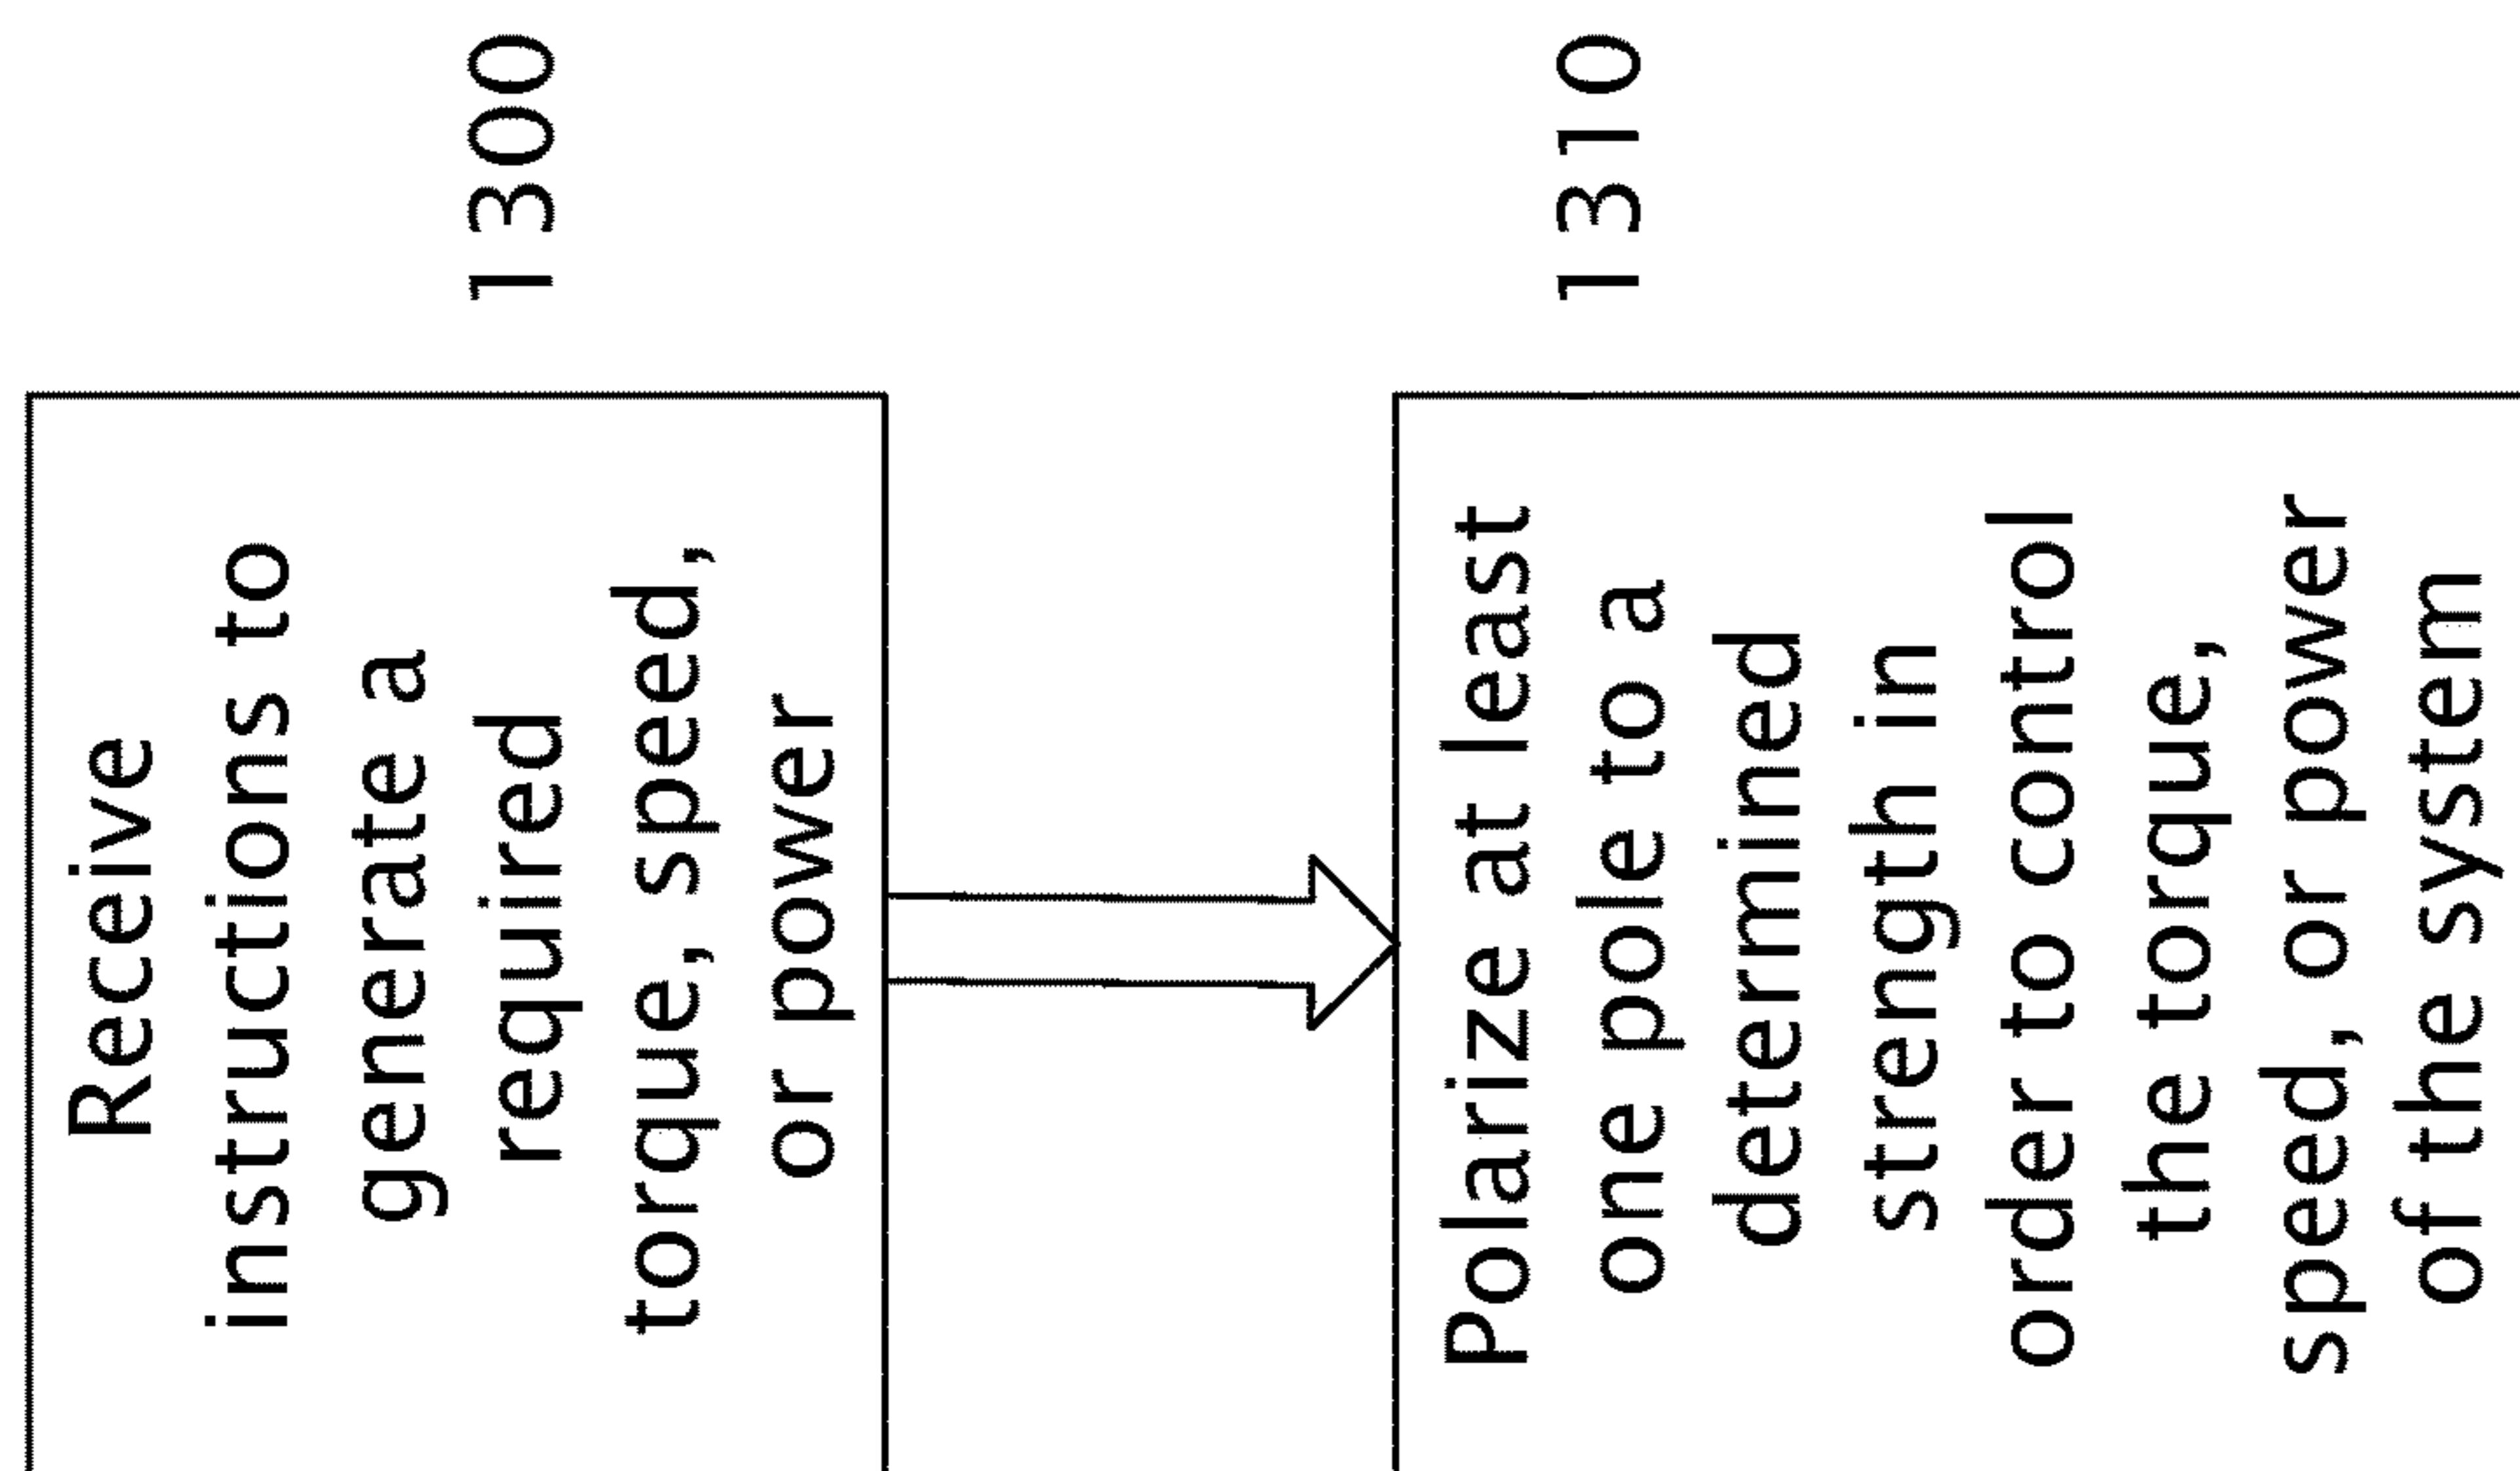 Receive
instructions to
generate a
required
torque, speed,
or power
1300
Polarize at least
one pole to a
determined
strength in
order to control
the torque,
speed, or power
of the system
1310